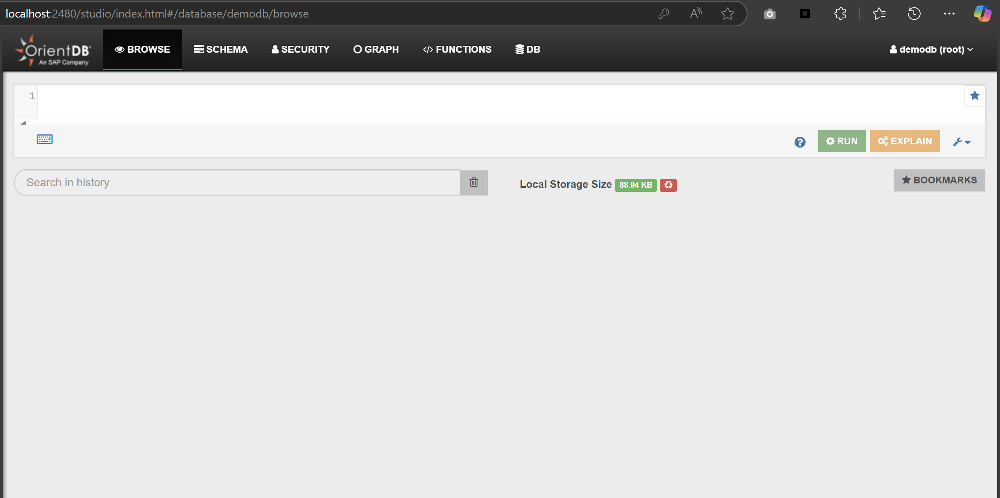 localhost:2480/studio/index.html#/database/demodb/browse
OrientDB
An SAP Company
BROWSE
SCHEMA
SECURITY
GRAPH
FUNCTIONS
DB
demodb (root)
1
RUN
EXPLAIN
Search in history
Local Storage Size 88.94 KB
BOOKMARKS